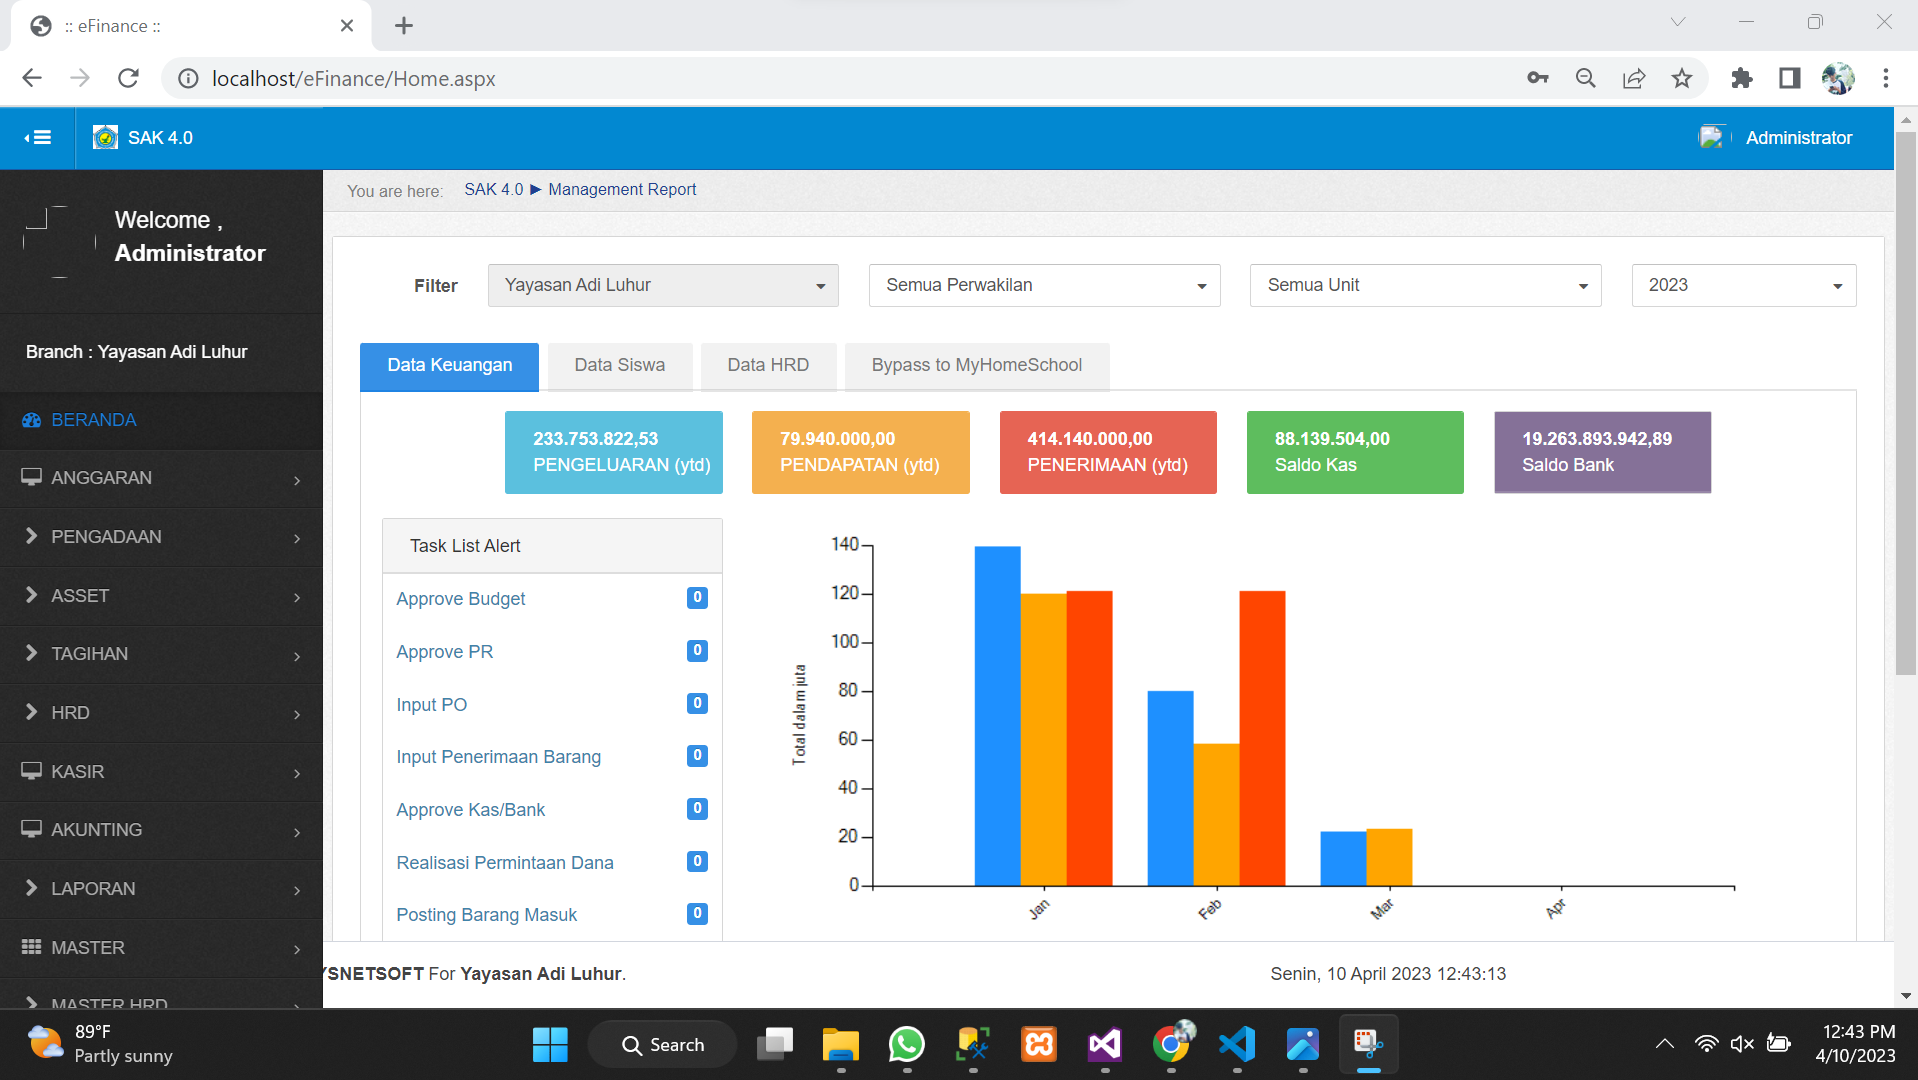 :: eFinance ::
localhost/eFinance/Home.aspx
SAK 4.0
Administrator
Welcome ,
Administrator
Branch : Yayasan Adi Luhur
BERANDA
ANGGARAN
PENGADAAN
ASSET
TAGIHAN
HRD
KASIR
AKUNTING
LAPORAN
MASTER
MASTER HRD
You are here: SAK 4.0 ► Management Report
Filter Yayasan Adi Luhur Semua Perwakilan Semua Unit 2023
Data Keuangan Data Siswa Data HRD Bypass to MyHomeSchool
233.753.822,53
PENGELUARAN (ytd)
79.940.000,00
PENDAPATAN (ytd)
414.140.000,00
PENERIMAAN (ytd)
88.139.504,00
Saldo Kas
19.263.893.942,89
Saldo Bank
Task List Alert
Approve Budget 0
Approve PR 0
Input PO 0
Input Penerimaan Barang 0
Approve Kas/Bank 0
Realisasi Permintaan Dana 0
Posting Barang Masuk 0
Total dalam juta
140
120
100
80
60
40
20
0
Jan Feb Mar Apr
YSNETSOFT For Yayasan Adi Luhur.
Senin, 10 April 2023 12:43:13
89°F
Partly sunny
Search
12:43 PM
4/10/2023